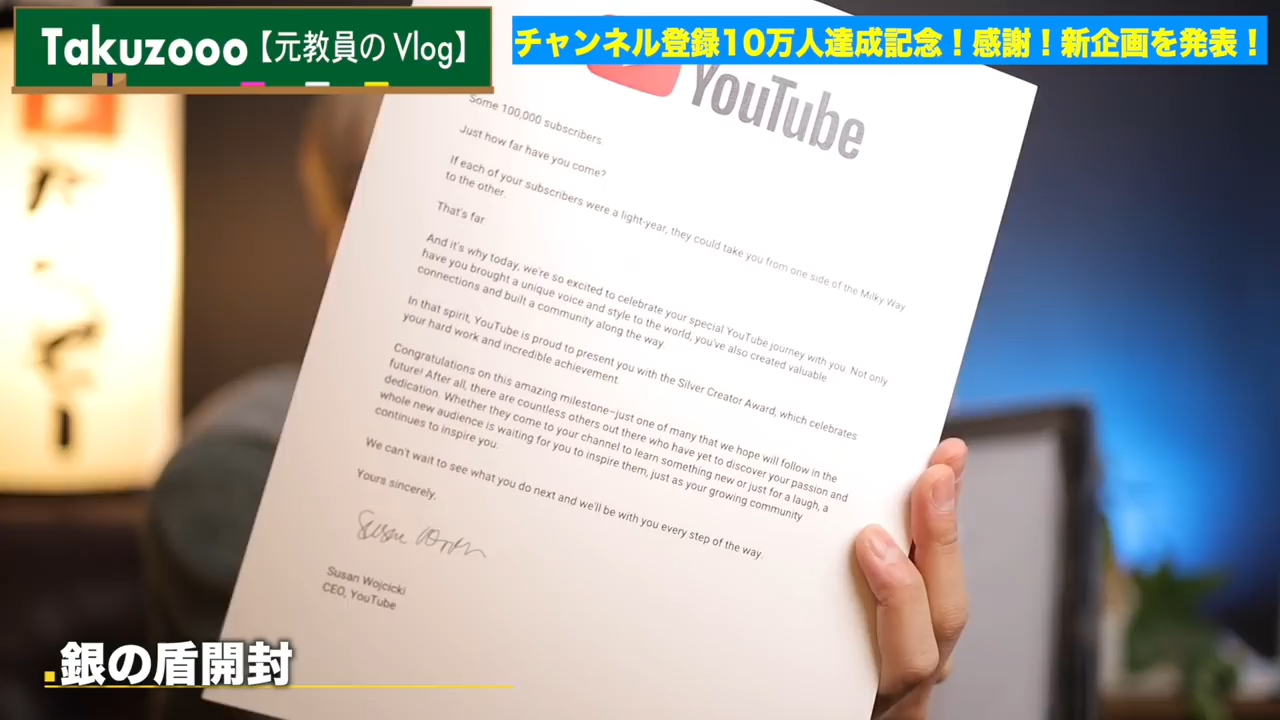 Takuzooo【元教員のVlog】
チャンネル登録10万人達成記念！感謝！新企画を発表！
YouTube
Some 100,000 subscribers.
Just how far have you come?
If each of your subscribers were a light-year, they could take you from one side of the Milky Way
to the other.
That's far
And it's why today, we're so excited to celebrate your special YouTube journey with you. Not only
have you brought a unique voice and style to the world, you've also created valuable
connections and built a community along the way.
In that spirit, YouTube is proud to present you with the Silver Creator Award, which celebrates
your hard work and incredible achievement.
Congratulations on this amazing milestone–just one of many that we hope will follow in the
future! After all, there are countless others out there who have yet to discover your passion and
dedication. Whether they come to your channel to learn something new or just for a laugh, a
whole new audience is waiting for you to inspire them, just as your growing community
continues to inspire you.
We can't wait to see what you do next and we'll be with you every step of the way.
Yours sincerely,
Susan Wojcicki
CEO, YouTube
銀の盾開封